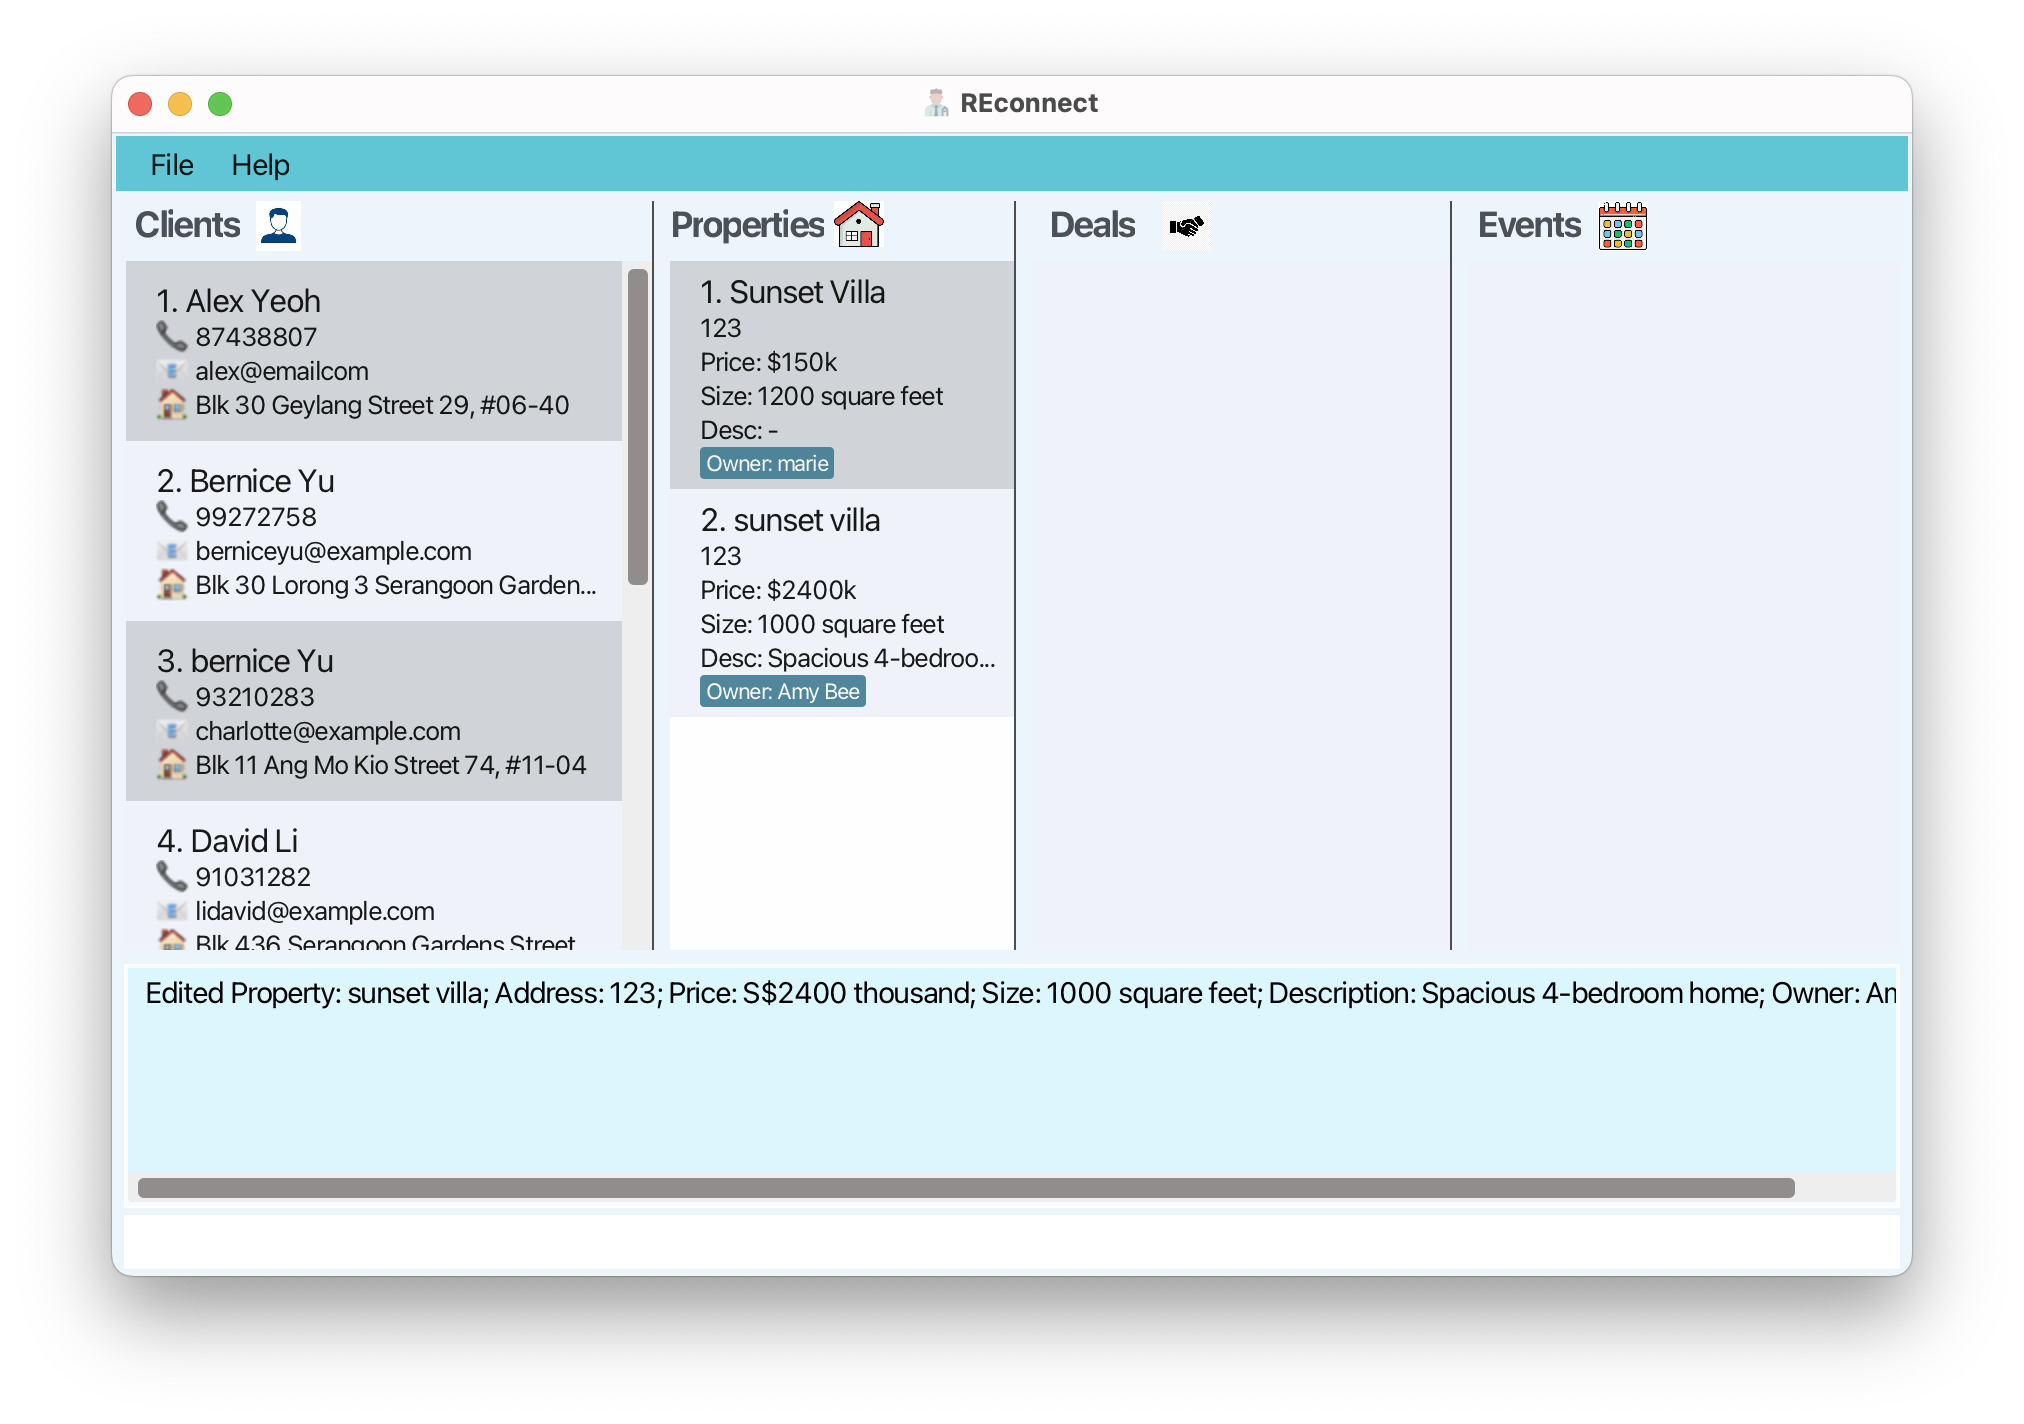 REconnect
File Help
Clients
1. Alex Yeoh
87438807
alex@emailcom
Blk 30 Geylang Street 29, #06-40
2. Bernice Yu
99272758
berniceyu@example.com
Blk 30 Lorong 3 Serangoon Garden...
3. bernice Yu
93210283
charlotte@example.com
Blk 11 Ang Mo Kio Street 74, #11-04
4. David Li
91031282
lidavid@example.com
Blk 436 Serangoon Gardens Street
Properties
1. Sunset Villa
123
Price: $150k
Size: 1200 square feet
Desc: -
Owner: marie
2. sunset villa
123
Price: $2400k
Size: 1000 square feet
Desc: Spacious 4-bedroo...
Owner: Amy Bee
Deals
Events
Edited Property: sunset villa; Address: 123; Price: S$2400 thousand; Size: 1000 square feet; Description: Spacious 4-bedroom home; Owner: Am